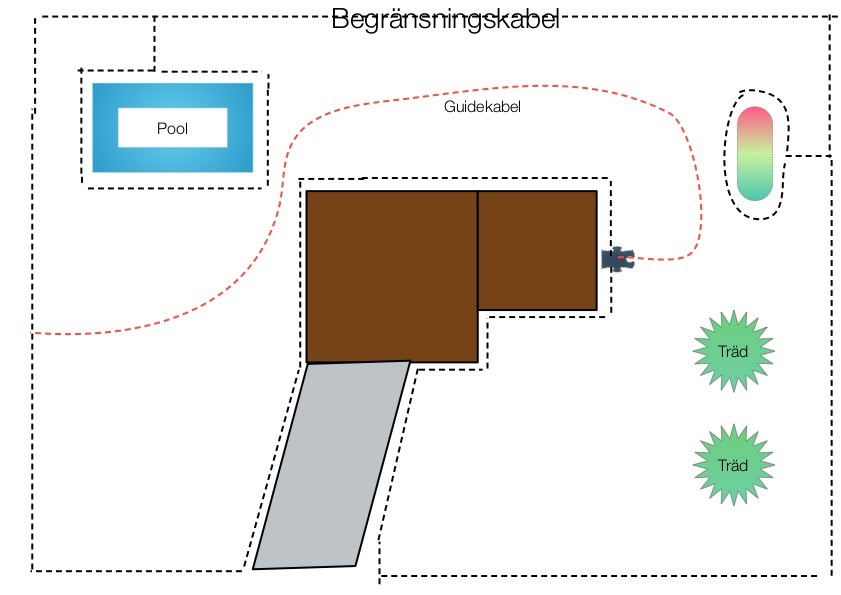 Begränsningskabel
Guidekabel
Pool
Träd
Träd